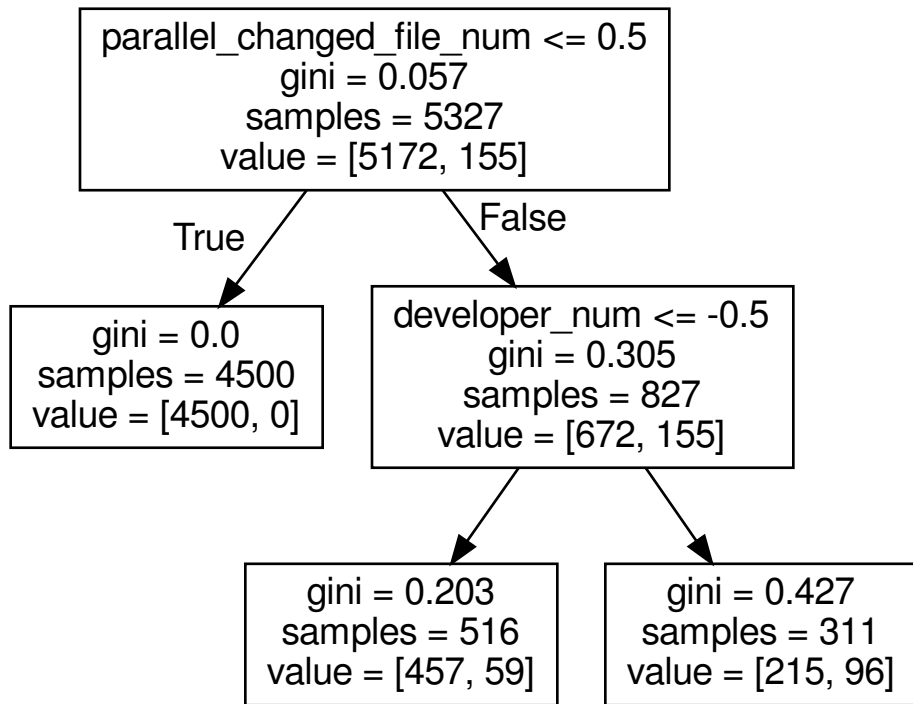 parallel_changed_file_num <= 0.5
gini = 0.057
samples = 5327
value = [5172, 155]
True
False
gini = 0.0
samples = 4500
value = [4500, 0]
developer_num <= -0.5
gini = 0.305
samples = 827
value = [672, 155]
gini = 0.203
samples = 516
value = [457, 59]
gini = 0.427
samples = 311
value = [215, 96]